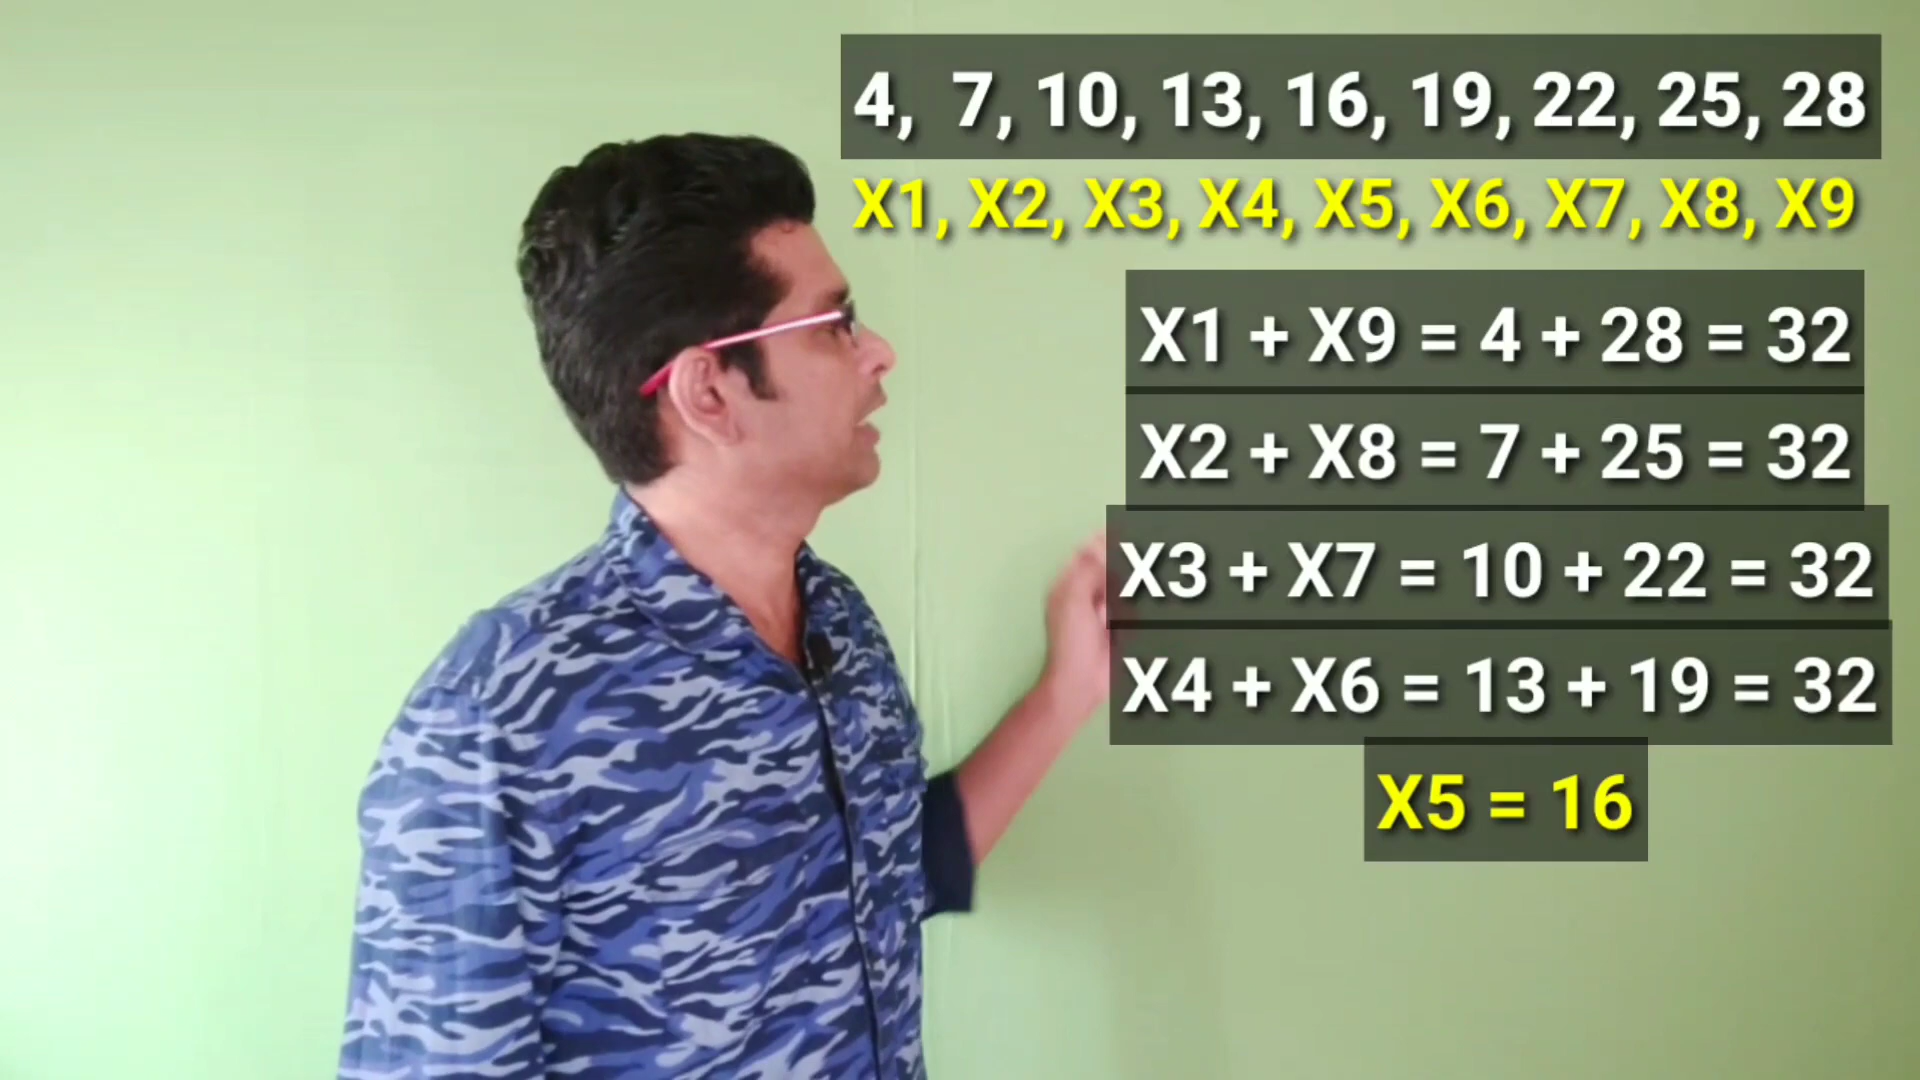 4, 7, 10, 13, 16, 19, 22, 25, 28
X1, X2, X3, X4, X5, X6, X7, X8, X9
X1 + X9 = 4 + 28 = 32
X2 + X8 = 7 + 25 = 32
X3 + X7 = 10 + 22 = 32
X4 + X6 = 13 + 19 = 32
X5 = 16